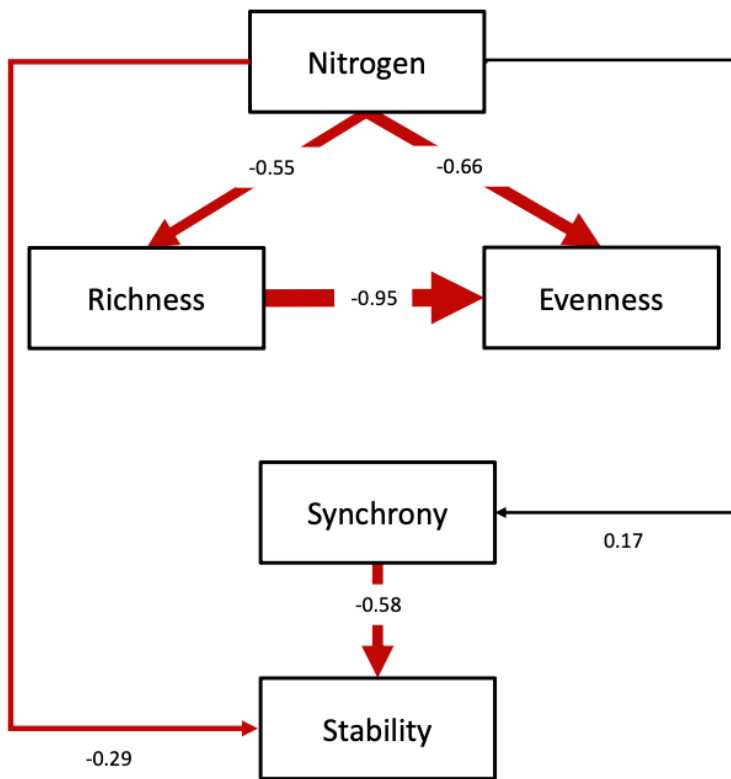 Nitrogen
-0.55
-0.66
Richness
-0.95
Evenness
Synchrony
0.17
-0.58
Stability
-0.29